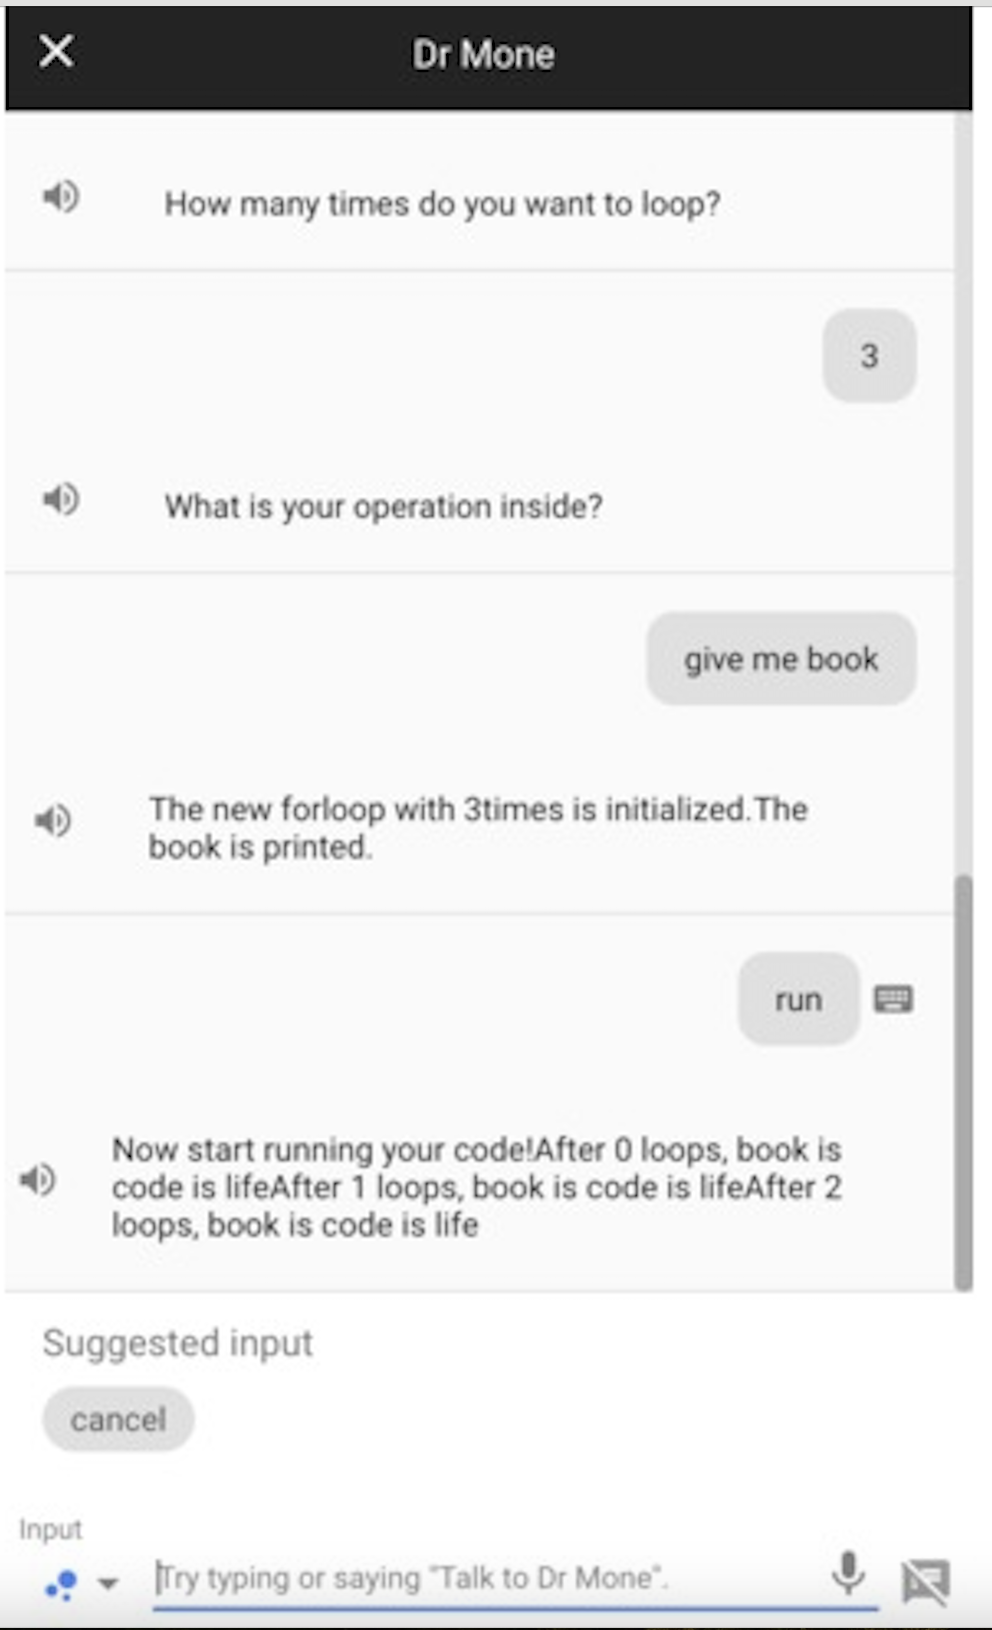 Dr Mone
How many times do you want to loop?
3
What is your operation inside?
give me book
The new forloop with 3times is initialized.The
book is printed.
run
Now start running your code!After 0 loops, book is
code is lifeAfter 1 loops, book is code is lifeAfter 2
loops, book is code is life
Suggested input
cancel
Input
Try typing or saying "Talk to Dr Mone".